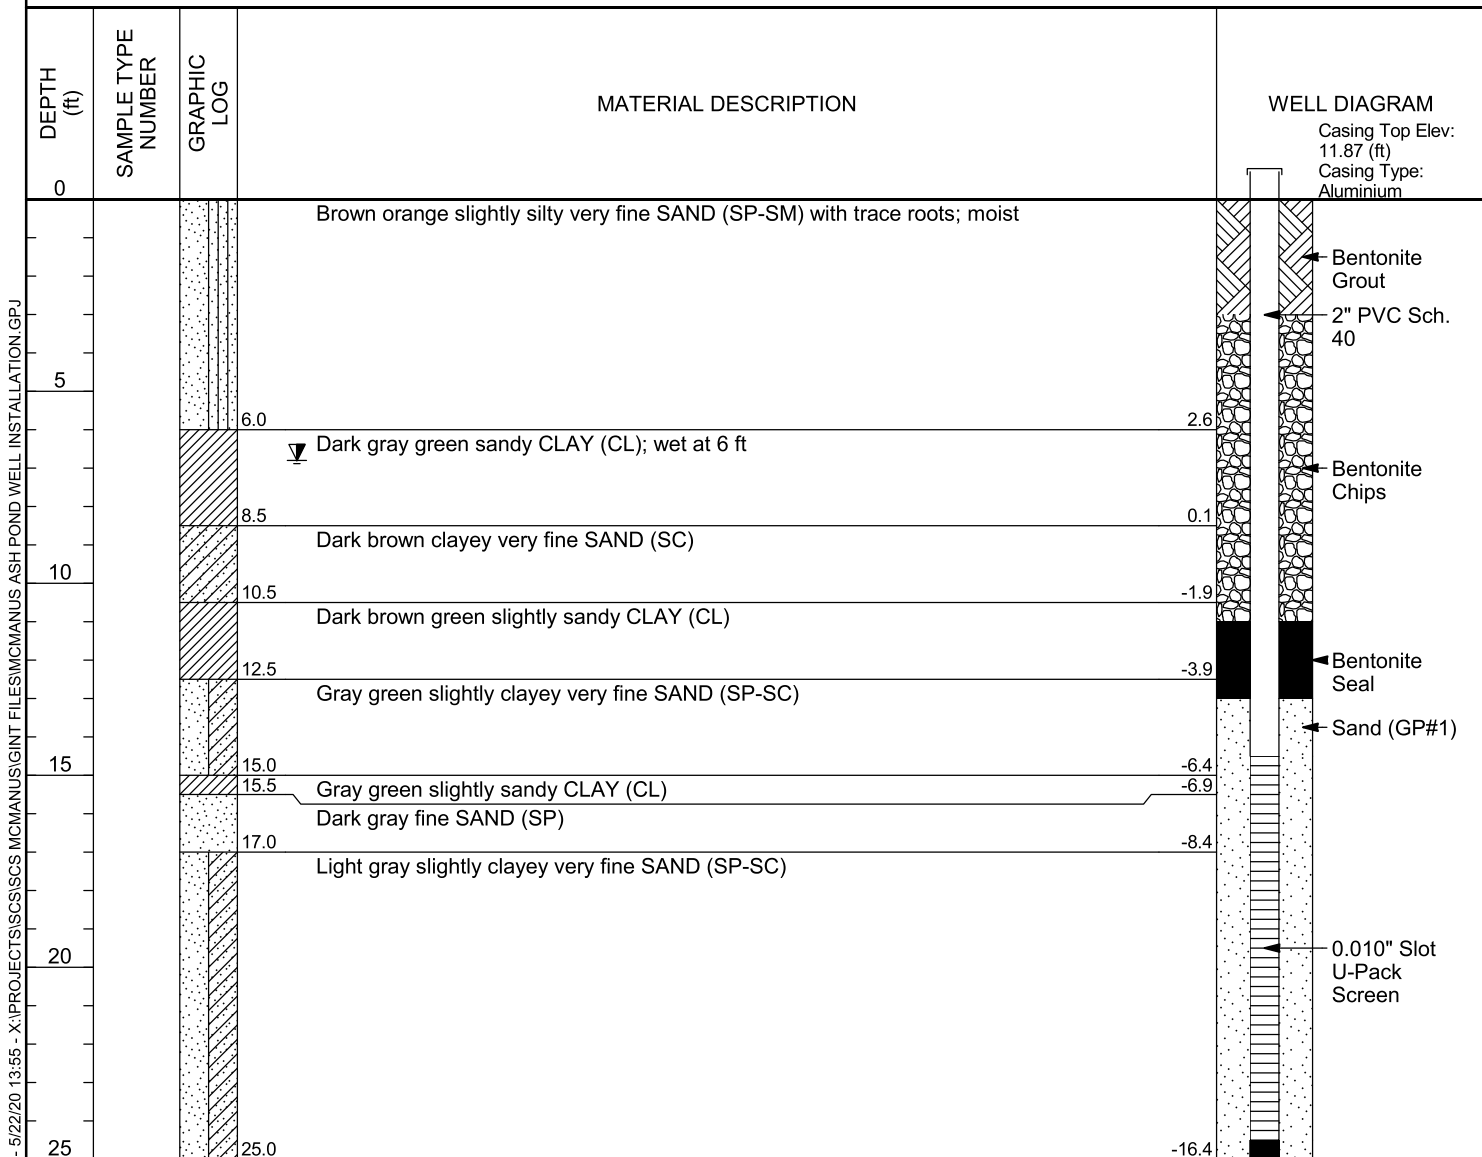 DEPTH
(ft)
SAMPLE TYPE
NUMBER
GRAPHIC
LOG
MATERIAL DESCRIPTION
WELL DIAGRAM
Casing Top Elev:
11.87 (ft)
Casing Type:
Aluminium
0
Brown orange slightly silty very fine SAND (SP-SM) with trace roots; moist
Bentonite
Grout
2" PVC Sch.
40
5
6.0
2.6
Dark gray green sandy CLAY (CL); wet at 6 ft
Bentonite
Chips
8.5
0.1
Dark brown clayey very fine SAND (SC)
10
10.5
-1.9
Dark brown green slightly sandy CLAY (CL)
12.5
-3.9
Bentonite
Seal
Gray green slightly clayey very fine SAND (SP-SC)
Sand (GP#1)
15
15.0
-6.4
15.5
Gray green slightly sandy CLAY (CL)
-6.9
Dark gray fine SAND (SP)
17.0
-8.4
Light gray slightly clayey very fine SAND (SP-SC)
20
0.010" Slot
U-Pack
Screen
25
25.0
-16.4
- 5/22/20 13:55 - X:\PROJECTS\SCS\SCS MCMANUS\GINT FILES\MCMANUS ASH POND WELL INSTALLATION.GPJ